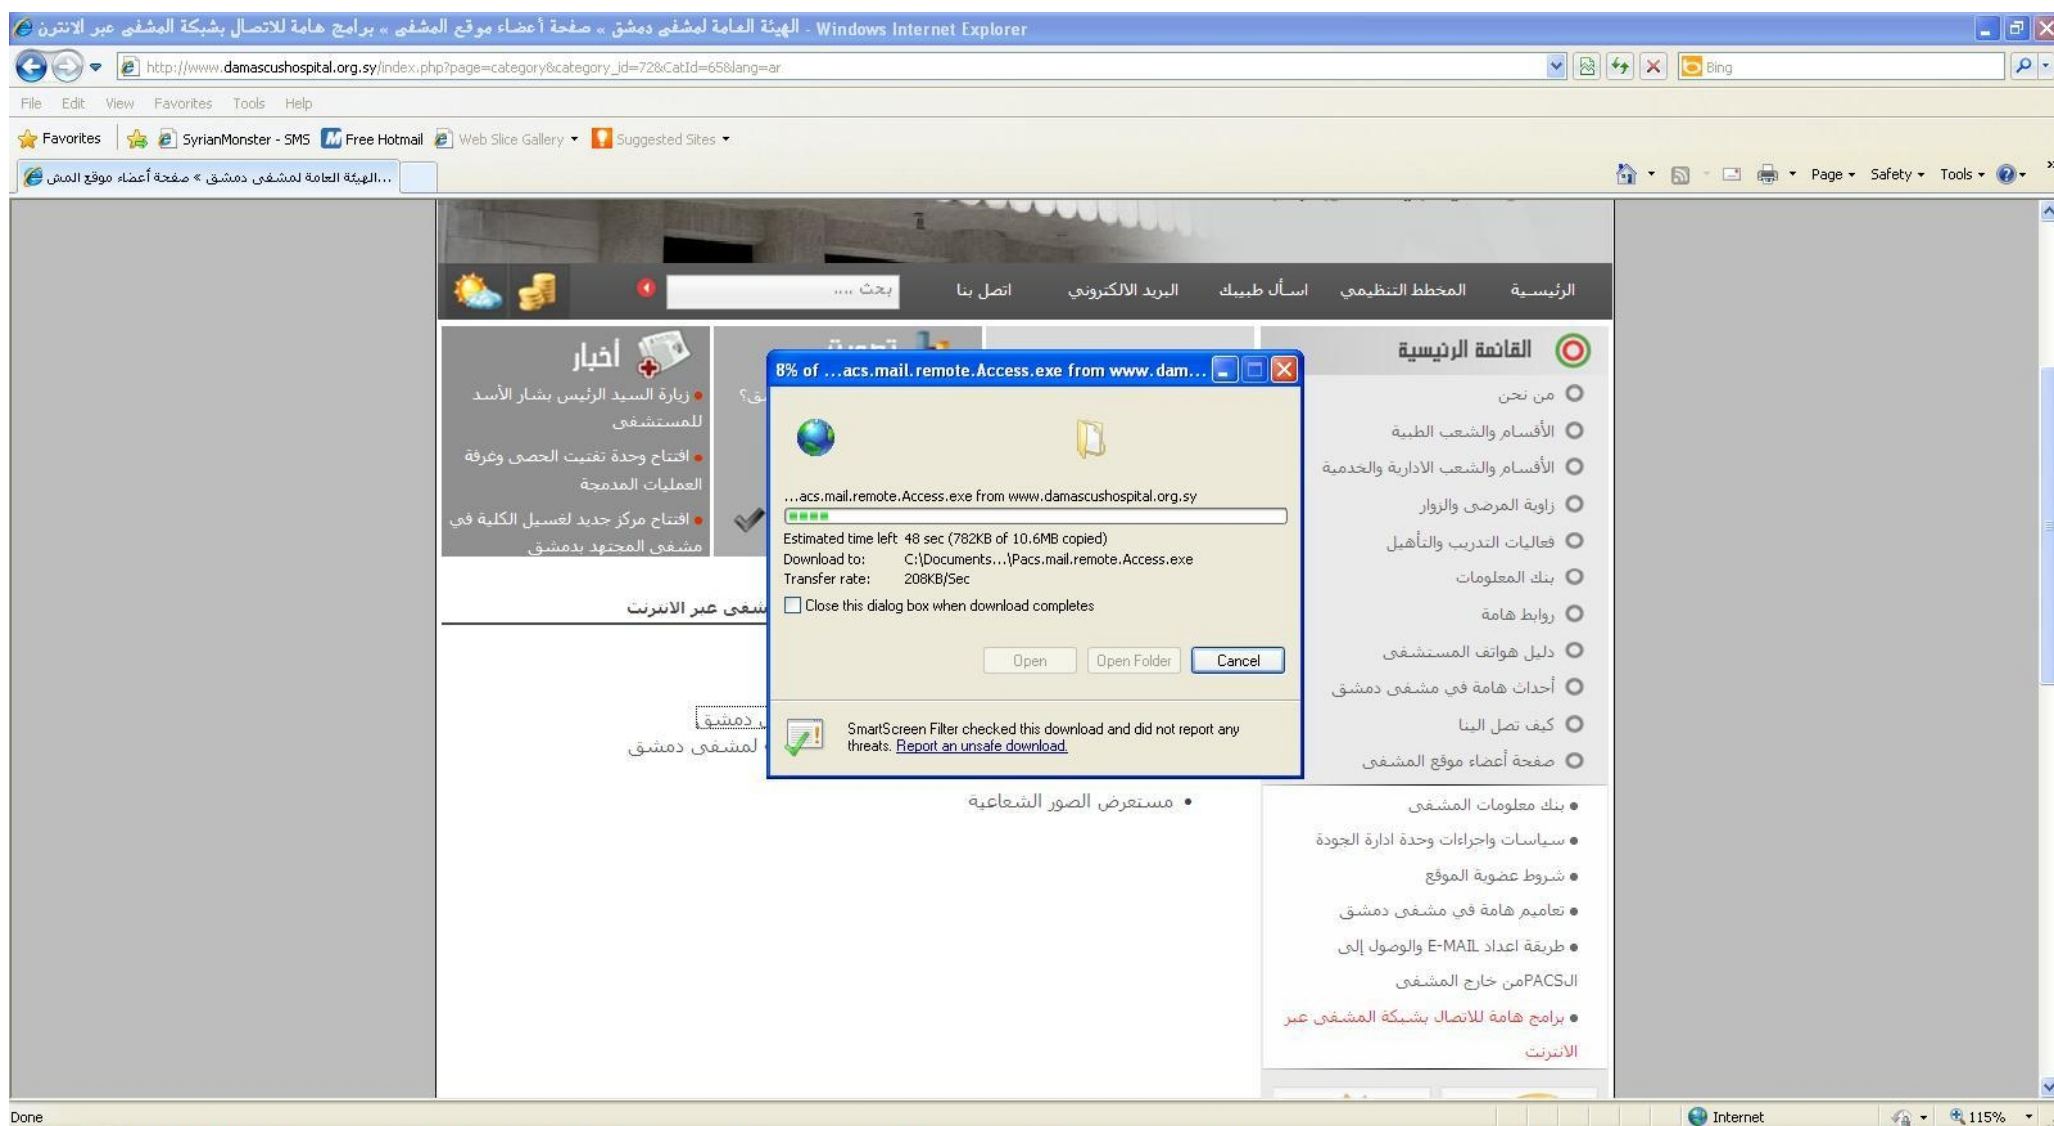 الهيئة العامة لمشفى دمشق » صفحة أعضاء موقع المشفى » برامج هامة للاتصال بشبكة المشفى عبر الانترن - Windows Internet Explorer
http://www.damascushospital.org.sy/index.php?page=category&category_id=72&CatId=65&lang=ar
Bing
File Edit View Favorites Tools Help
Favorites SyrianMonster - SMS Free Hotmail Web Slice Gallery Suggested Sites
الهيئة العامة لمشفى دمشق » صفحة أعضاء موقع المش...
Page Safety Tools
الرئيسية المخطط التنظيمي اسأل طبيبك البريد الالكتروني اتصل بنا بحث ....
القائمة الرئيسية
من نحن
الأقسام والشعب الطبية
الأقسام والشعب الادارية والخدمية
زاوية المرضى والزوار
فعاليات التدريب والتأهيل
بنك المعلومات
روابط هامة
دليل هواتف المستشفى
أحداث هامة في مشفى دمشق
كيف تصل الينا
صفحة أعضاء موقع المشفى
● بنك معلومات المشفى
● سياسات واجراءات وحدة ادارة الجودة
● شروط عضوية الموقع
● تعاميم هامة في مشفى دمشق
● طريقة اعداد E-MAIL والوصول إلى
الـPACSمن خارج المشفى
● برامج هامة للاتصال بشبكة المشفى عبر
الانترنت
تصويت
أخبار
● زيارة السيد الرئيس بشار الأسد
للمستشفى
● افتتاح وحدة تفتيت الحصى وغرفة
العمليات المدمجة
● افتتاح مركز جديد لغسيل الكلية في
مشفى المجتهد بدمشق
عبر الانترنت
دمشق
لمشفى دمشق
• مستعرض الصور الشعاعية
8% of ...acs.mail.remote.Access.exe from www.dam...
...acs.mail.remote.Access.exe from www.damascushospital.org.sy
Estimated time left 48 sec (782KB of 10.6MB copied)
Download to: C:\Documents...\Pacs.mail.remote.Access.exe
Transfer rate: 208KB/Sec
Close this dialog box when download completes
Open Open Folder Cancel
SmartScreen Filter checked this download and did not report any
threats. Report an unsafe download.
Done Internet 115%